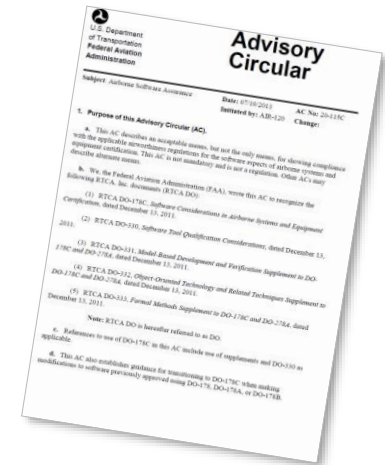 U.S. Department
of Transportation
Federal Aviation
Administration
Advisory
Circular
Subject: Airborne Software Assurance
Date: 07/19/2013
Initiated by: AIR-120
AC No: 20-115C
Change:
1. Purpose of this Advisory Circular (AC).
a. This AC describes an acceptable means, but not the only means, for showing compliance
with the applicable airworthiness regulations for the software aspects of airborne systems and
equipment certification. This AC is not mandatory and is not a regulation. Other ACs may
describe alternate means.
b. We, the Federal Aviation Administration (FAA), wrote this AC to recognize the
following RTCA, Inc. documents (RTCA DO):
(1) RTCA DO-178C, Software Considerations in Airborne Systems and Equipment
Certification, dated December 13, 2011.
(2) RTCA DO-330, Software Tool Qualification Considerations, dated December 13,
2011.
(3) RTCA DO-331, Model-Based Development and Verification Supplement to DO-
178C and DO-278A, dated December 13, 2011.
(4) RTCA DO-332, Object-Oriented Technology and Related Techniques Supplement to
DO-178C and DO-278A, dated December 13, 2011.
(5) RTCA DO-333, Formal Methods Supplement to DO-178C and DO-278A, dated
December 13, 2011.
Note: RTCA DO is hereafter referred to as DO.
c. References to use of DO-178C in this AC include use of supplements and DO-330 as
applicable.
d. This AC also establishes guidance for transitioning to DO-178C when making
modifications to software previously approved using DO-178, DO-178A, or DO-178B.